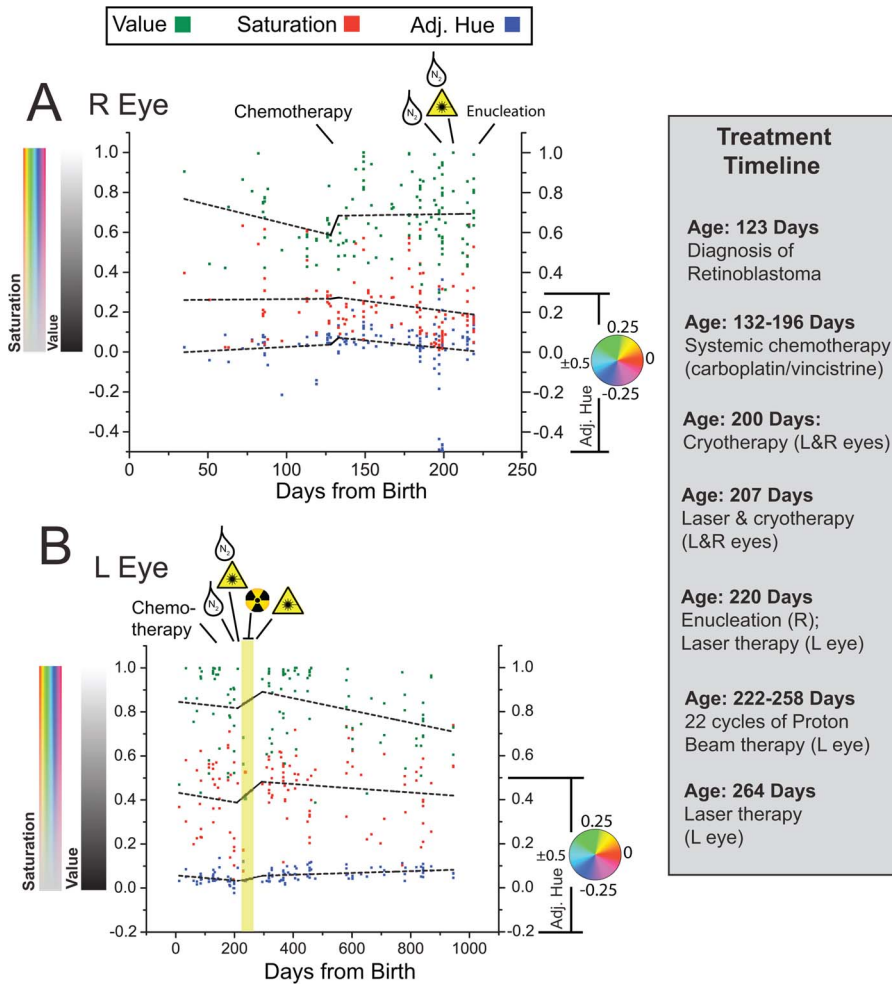 Value Saturation Adj. Hue
A R Eye
Chemotherapy
N2
N2
Enucleation
Saturation
Value
1.0 1.0
0.8 0.8
0.6 0.6
0.4 0.4
0.2 0.2
0.0 0.0
-0.2 -0.2
-0.4 -0.4
0 50 100 150 200 250
Days from Birth
Adj. Hue
0.25
±0.5 0
-0.25
B L Eye
Chemo-
therapy
N2
N2
Saturation
Value
1.0 1.0
0.8 0.8
0.6 0.6
0.4 0.4
0.2 0.2
0.0 0.0
-0.2 -0.2
0 200 400 600 800 1000
Days from Birth
Adj. Hue
0.25
±0.5 0
-0.25
Treatment
Timeline
Age: 123 Days
Diagnosis of
Retinoblastoma
Age: 132-196 Days
Systemic chemotherapy
(carboplatin/vincistrine)
Age: 200 Days:
Cryotherapy (L&R eyes)
Age: 207 Days
Laser & cryotherapy
(L&R eyes)
Age: 220 Days
Enucleation (R);
Laser therapy (L eye)
Age: 222-258 Days
22 cycles of Proton
Beam therapy (L eye)
Age: 264 Days
Laser therapy
(L eye)